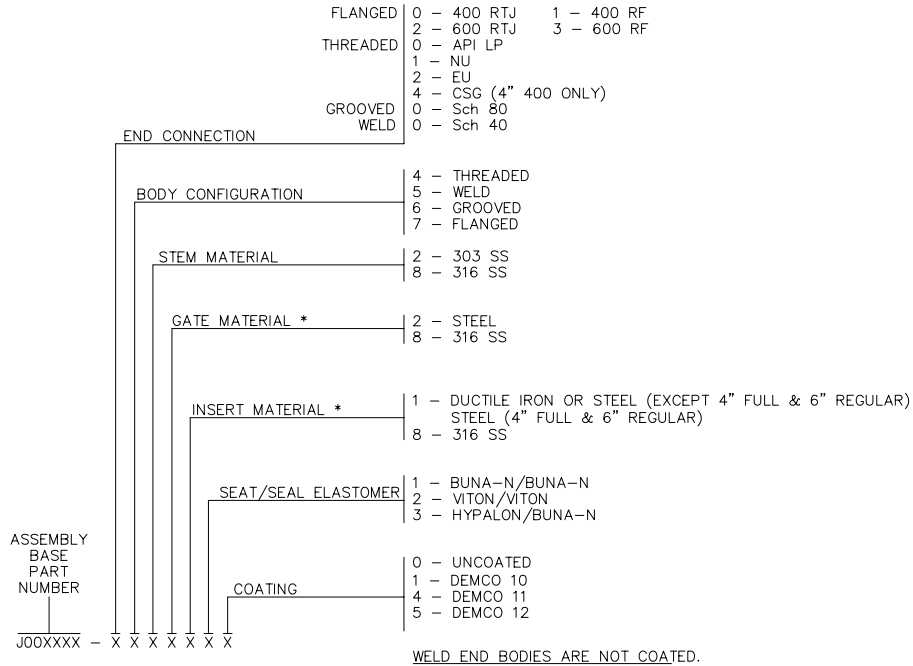 FLANGED 0 – 400 RTJ 1 – 400 RF
2 – 600 RTJ 3 – 600 RF
THREADED 0 – API LP
1 – NU
2 – EU
4 – CSG (4” 400 ONLY)
GROOVED 0 – Sch 80
WELD 0 – Sch 40
END CONNECTION
4 – THREADED
BODY CONFIGURATION 5 – WELD
6 – GROOVED
7 – FLANGED
STEM MATERIAL 2 – 303 SS
8 – 316 SS
GATE MATERIAL * 2 – STEEL
8 – 316 SS
INSERT MATERIAL * 1 – DUCTILE IRON OR STEEL (EXCEPT 4” FULL & 6” REGULAR)
STEEL (4” FULL & 6” REGULAR)
8 – 316 SS
SEAT/SEAL ELASTOMER 1 – BUNA–N/BUNA–N
2 – VITON/VITON
3 – HYPALON/BUNA–N
ASSEMBLY
BASE
PART
NUMBER
COATING 0 – UNCOATED
1 – DEMCO 10
4 – DEMCO 11
5 – DEMCO 12
J00XXXX – X X X X X X X
WELD END BODIES ARE NOT COATED.